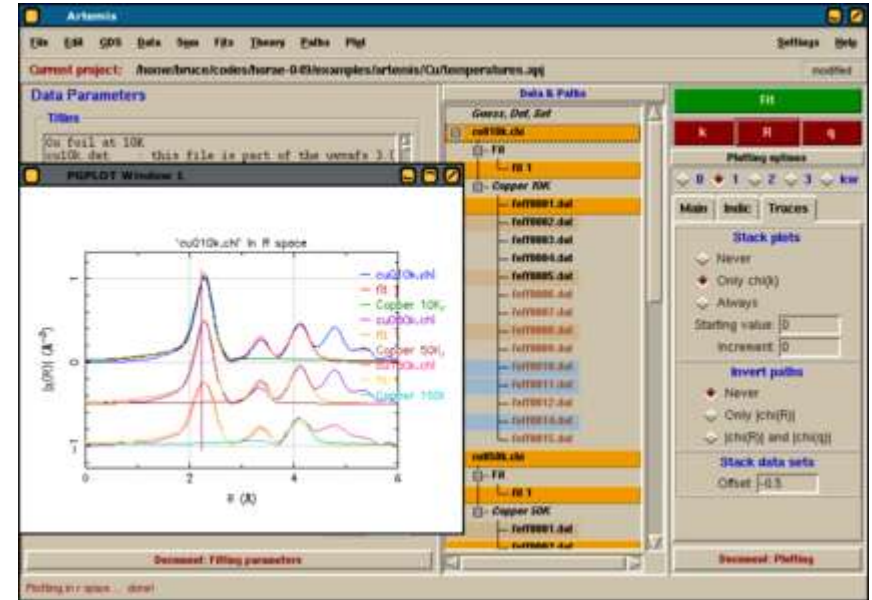 Artemis
File Edit GDS Data Sum Fits Theory Paths Plot Settings Help
Current project: /home/bruce/codes/horae-049/examples/artemis/Cu/temperatures.apj modified
Data Parameters
Titles
Cu foil at 10K
cu10k.dat : this file is part of the 3
PGPLOT Window 1
'cu010k.chi' in R space
cu010k.chi
fit 1
Copper 10K,
cu050k.chi
fit
Copper 50K,
cu150k.chi
Copper 150K
|χ(R)| (Å⁻³)
1
0
-1
0 2 4 6
R (Å)
Document: Fitting parameters
Plotting in r space ... done!
Data & Paths
Guess, Def, Set
cu010k.chi
Fit
fit 1
Copper 10K
feff0001.dat
feff0002.dat
feff0003.dat
feff0004.dat
feff0005.dat
feff0006.dat
feff0007.dat
feff0008.dat
feff0009.dat
feff0010.dat
feff0011.dat
feff0012.dat
feff0014.dat
feff0015.dat
cu050k.chi
Fit
fit 1
Copper 50K
feff0001.dat
feff0002.dat
Fit
k R q
Plotting options
0 1 2 3 kw
Main Indic Traces
Stack plots
Never
Only chi(k)
Always
Starting value 0
Increment 0
Invert paths
Never
Only |chi(R)|
|chi(R)| and |chi(q)|
Stack data sets
Offset -0.5
Document: Plotting